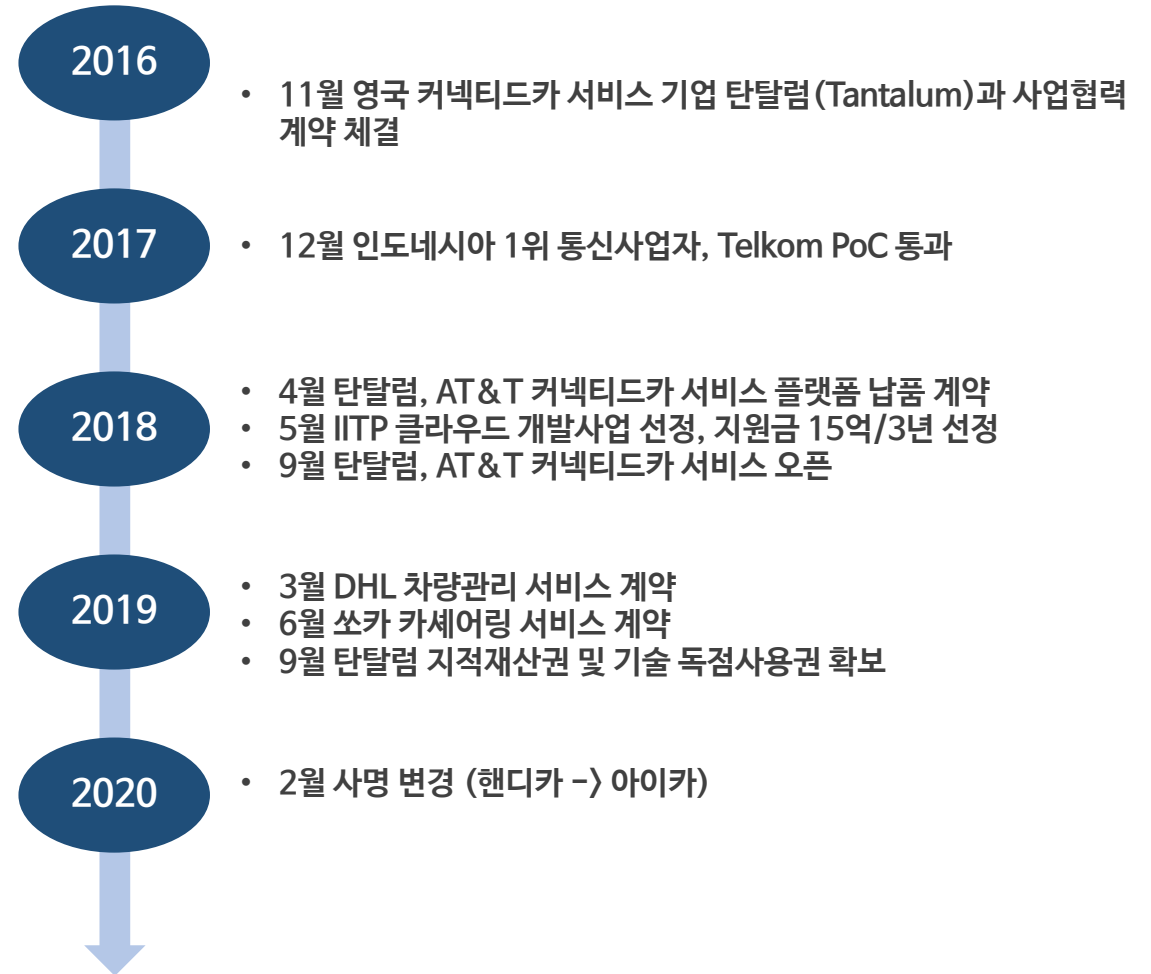 2016
• 11월 영국 커넥티드카 서비스 기업 탄탈럼(Tantalum)과 사업협력
계약 체결
2017
• 12월 인도네시아 1위 통신사업자, Telkom PoC 통과
2018
• 4월 탄탈럼, AT&T 커넥티드카 서비스 플랫폼 납품 계약
• 5월 IITP 클라우드 개발사업 선정, 지원금 15억/3년 선정
• 9월 탄탈럼, AT&T 커넥티드카 서비스 오픈
2019
• 3월 DHL 차량관리 서비스 계약
• 6월 쏘카 카셰어링 서비스 계약
• 9월 탄탈럼 지적재산권 및 기술 독점사용권 확보
2020
• 2월 사명 변경 (핸디카 -> 아이카)